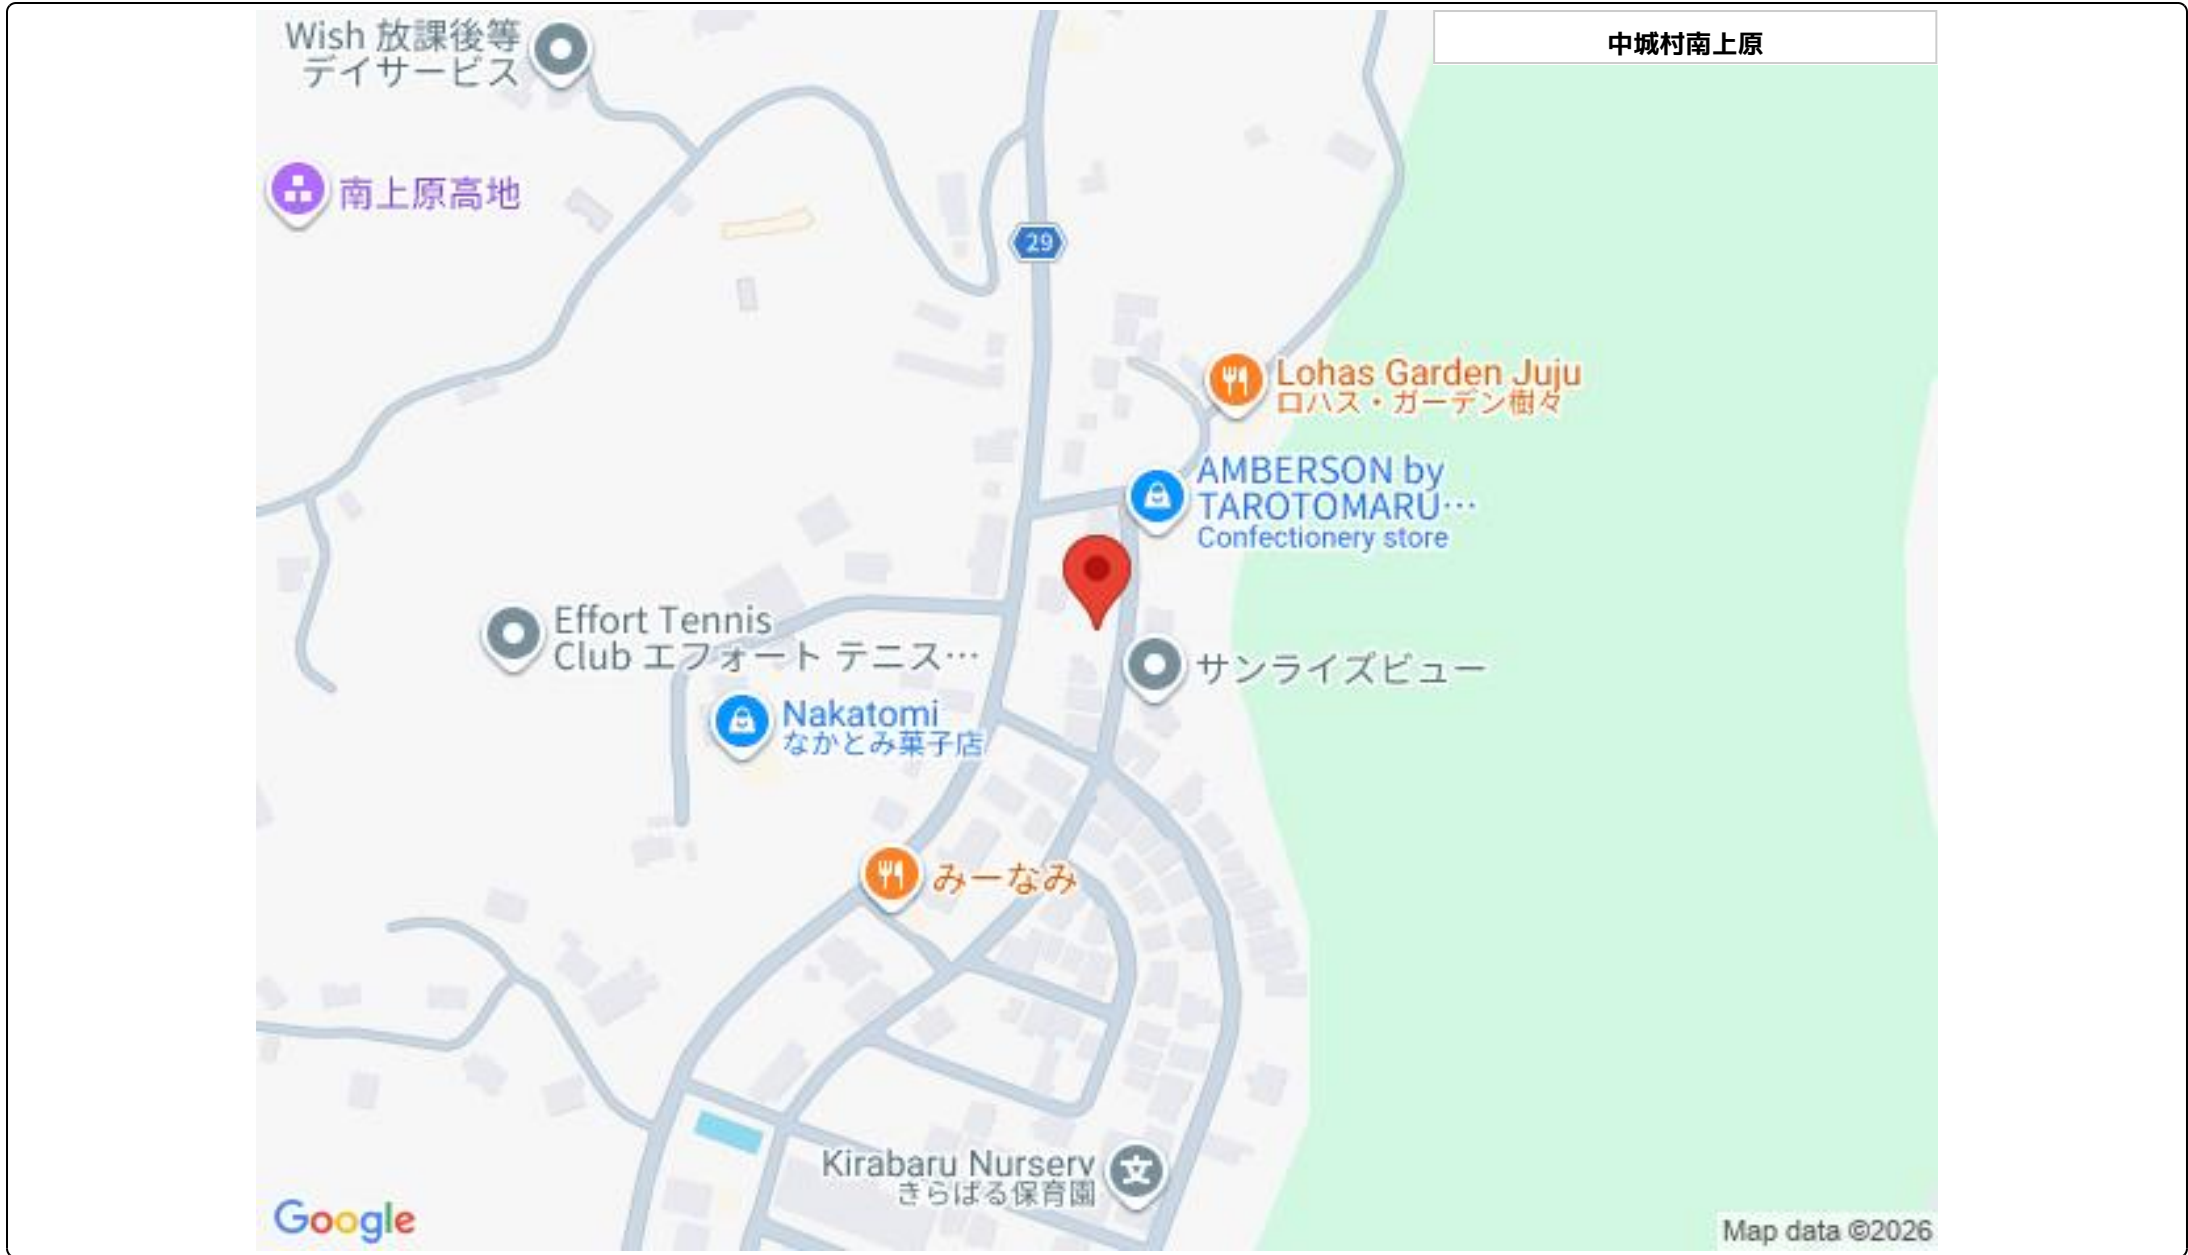 中城村南上原
Wish 放課後等
デイサービス
南上原高地
29
Lohas Garden Juju
ロハス・ガーデン樹々
AMBERSON by
TAROTOMARU…
Confectionery store
Effort Tennis
Club エフォート テニス…
サンライズビュー
Nakatomi
なかとみ菓子店
みーなみ
Kirabaru Nursery
きらばる保育園
文
Google
Map data ©2026